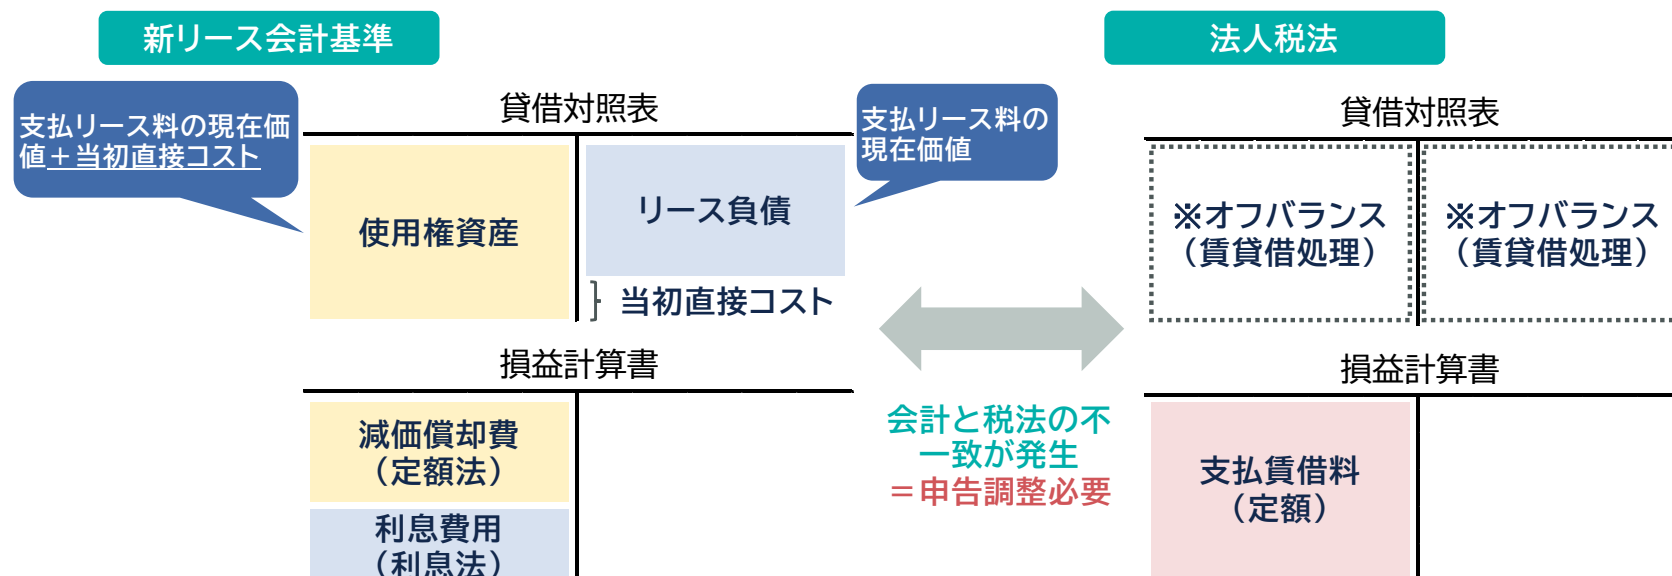 新リース会計基準
法人税法
支払リース料の現在価
値＋当初直接コスト
貸借対照表
支払リース料の
現在価値
使用権資産
リース負債
当初直接コスト
損益計算書
減価償却費
（定額法）
利息費用
（利息法）
会計と税法の不
一致が発生
＝申告調整必要
貸借対照表
※オフバランス
（賃貸借処理）
※オフバランス
（賃貸借処理）
損益計算書
支払賃借料
（定額）